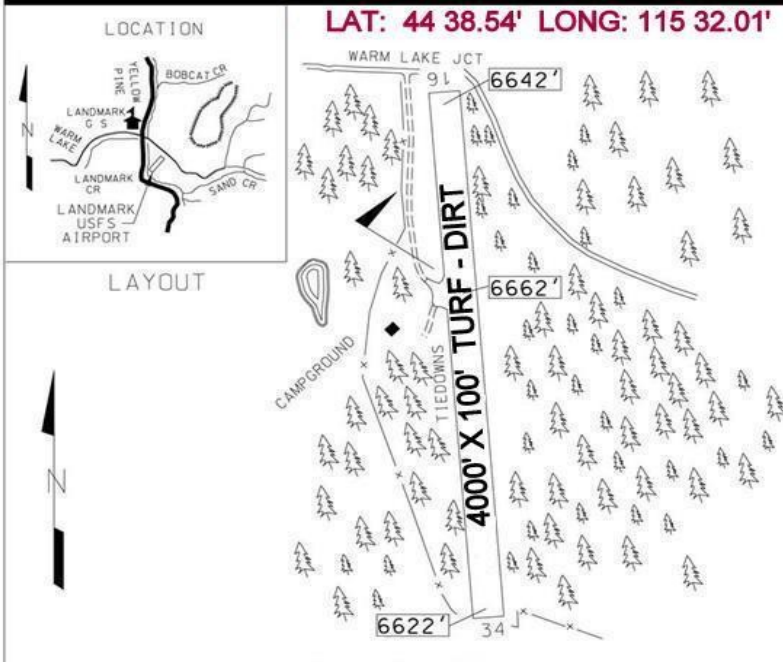 LOCATION
LAT: 44 38.54' LONG: 115 32.01'
YELLOW
PINE
BOBCAT CR
LANDMARK
G S
WARM
LAKE
N
LANDMARK
CR
SAND CR
LANDMARK
USFS
AIRPORT
WARM LAKE JCT
16
6642'
LAYOUT
6662'
4000' X 100' TURF - DIRT
TIEDOWNS
CAMPGROUND
N
6622'
34